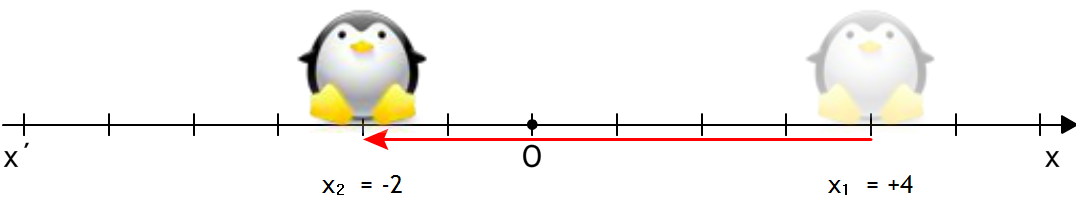 x´ O x
x₂ = -2 x₁ = +4